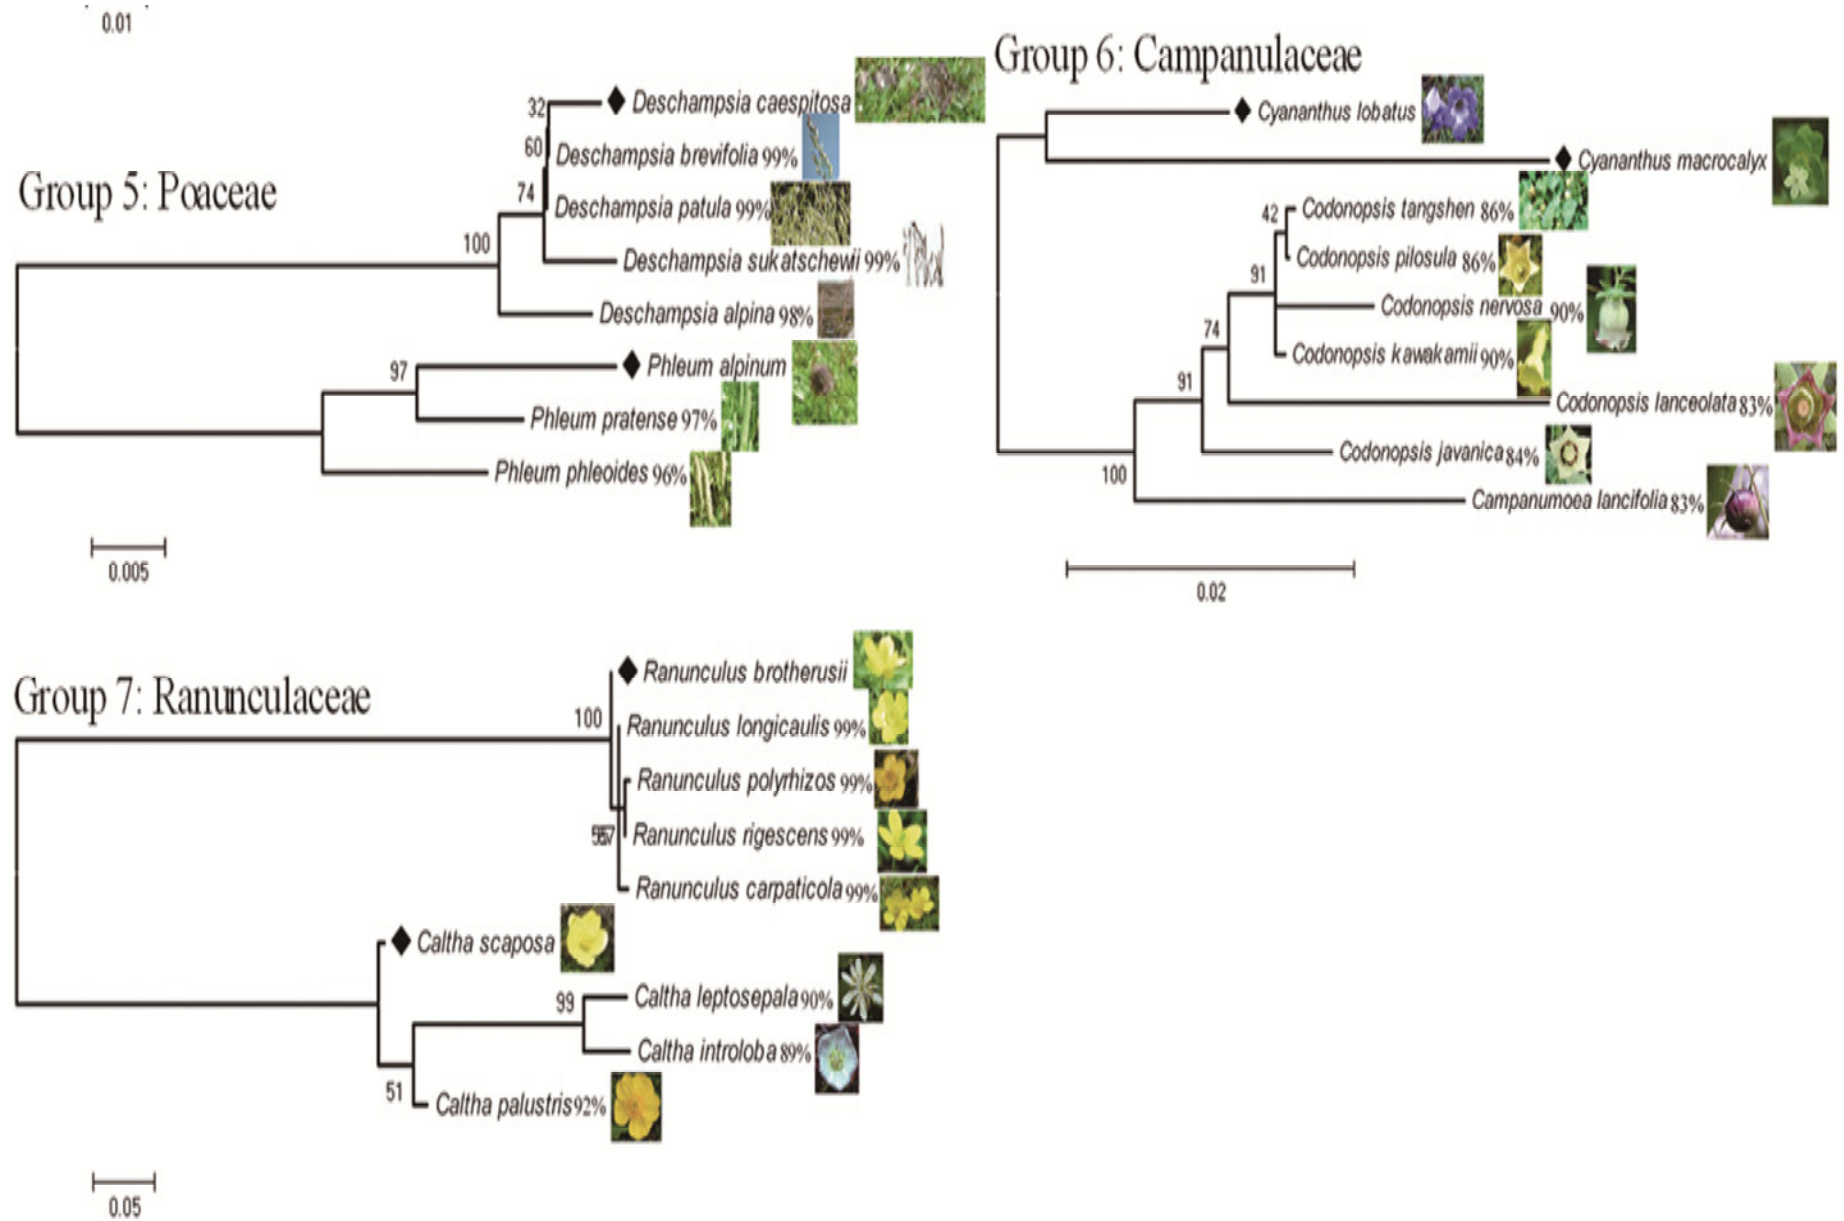 0.01
Group 5: Poaceae
32
Deschampsia caespitosa
60
Deschampsia brevifolia 99%
74
Deschampsia patula 99%
100
Deschampsia sukatschewii 99%
Deschampsia alpina 98%
97
Phleum alpinum
Phleum pratense 97%
Phleum phleoides 96%
0.005
Group 6: Campanulaceae
Cyananthus lobatus
Cyananthus macrocalyx
42
Codonopsis tangshen 86%
Codonopsis pilosula 86%
91
Codonopsis nervosa 90%
74
Codonopsis kawakamii 90%
91
Codonopsis lanceolata 83%
Codonopsis javanica 84%
100
Campanumoea lancifolia 83%
0.02
Group 7: Ranunculaceae
Ranunculus brotherusii
100
Ranunculus longicaulis 99%
Ranunculus polyrhizos 99%
Ranunculus rigescens 99%
Ranunculus carpaticola 99%
Caltha scaposa
99
Caltha leptosepala 90%
Caltha introloba 89%
51
Caltha palustris 92%
0.05